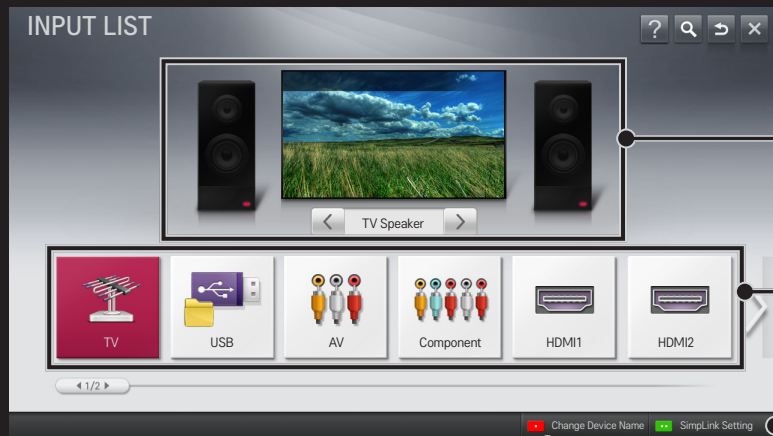 INPUT LIST
?
TV Speaker
TV
USB
AV
Component
HDMI1
HDMI2
1/2
Change Device Name
SimpLink Setting